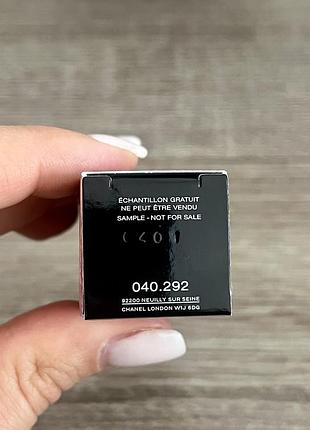 ÉCHANTILLON GRATUIT
NE PEUT ÊTRE VENDU
SAMPLE - NOT FOR SALE
040.292
92200 NEUILLY SUR SEINE
CHANEL LONDON W1J 6DG